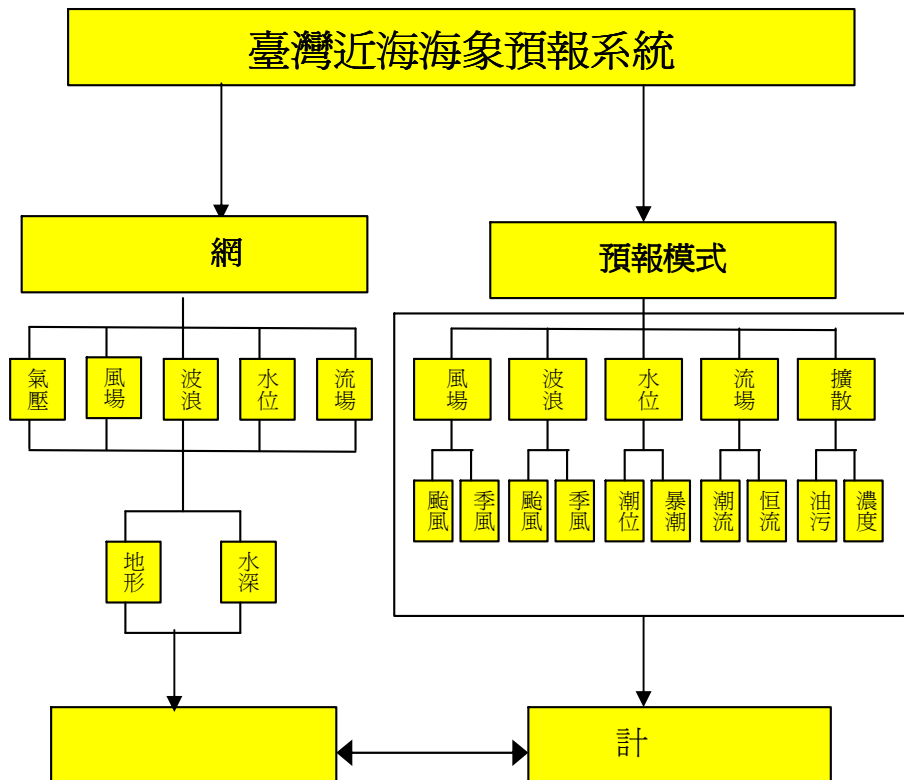 臺灣近海海象預報系統
網
預報模式
氣壓
風場
波浪
水位
流場
風場
波浪
水位
流場
擴散
颱風
季風
颱風
季風
潮位
暴潮
潮流
恒流
油污
濃度
地形
水深
計